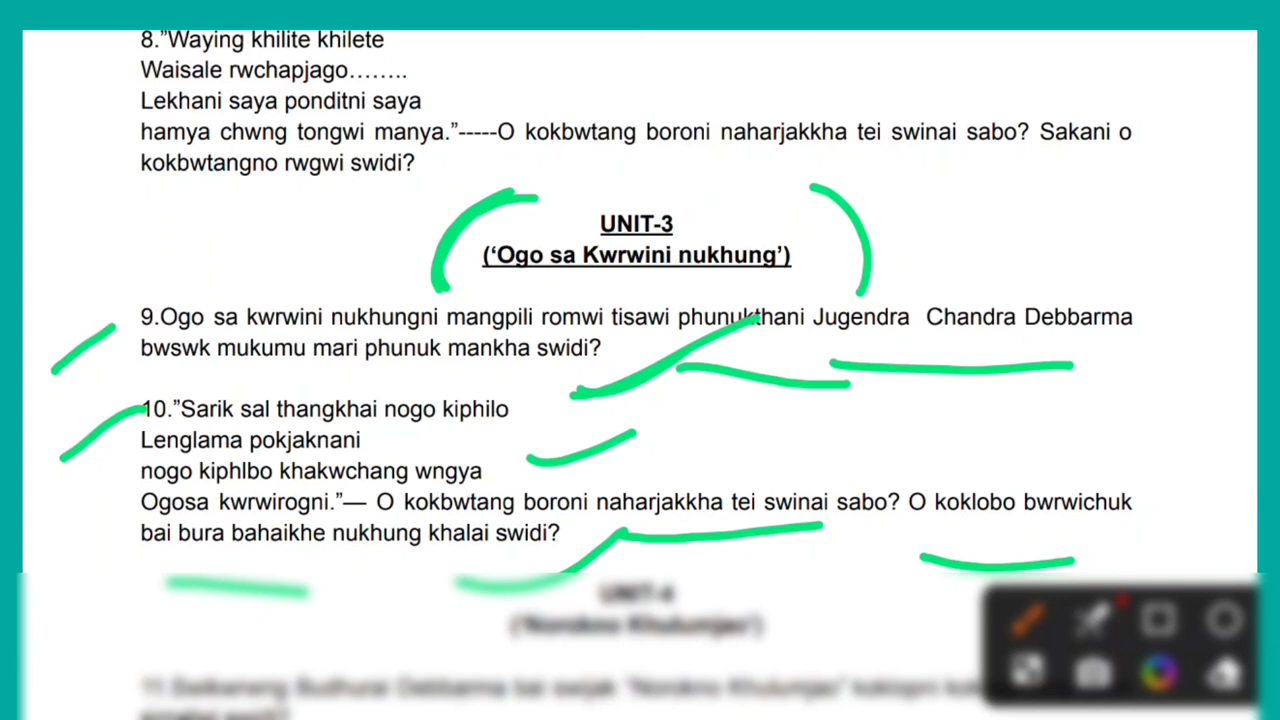 8.”Waying khilite khilete
Waisale rwchapjago……..
Lekhani saya ponditni saya
hamya chwng tongwi manya.”-----O kokbwtang boroni naharjakkha tei swinai sabo? Sakani o
kokbwtangno rwgwi swidi?
UNIT-3
(‘Ogo sa Kwrwini nukhung’)
9.Ogo sa kwrwini nukhungni mangpili romwi tisawi phunukthani Jugendra Chandra Debbarma
bwswk mukumu mari phunuk mankha swidi?
10.”Sarik sal thangkhai nogo kiphilo
Lenglama pokjaknani
nogo kiphlbo khakwchang wngya
Ogosa kwrwirogni.”— O kokbwtang boroni naharjakkha tei swinai sabo? O koklobo bwrwichuk
bai bura bahaikhe nukhung khalai swidi?
UNIT-4
(‘Norokno Khulumjao’)